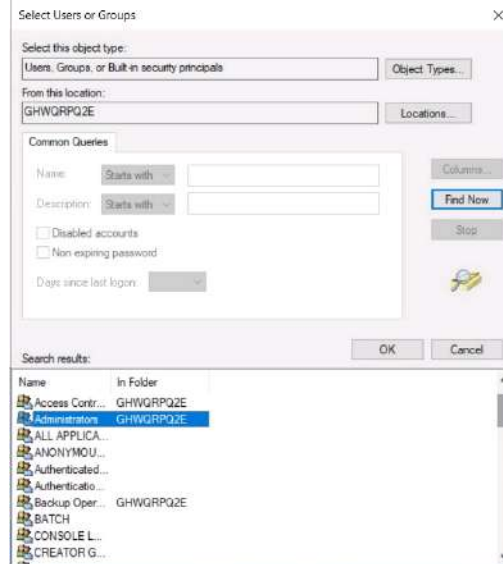 Select Users or Groups
Select this object type:
Users, Groups, or Built-in security principals
Object Types...
From this location:
GHWQRPQ2E
Locations...
Common Queries
Name:
Starts with
Columns...
Description:
Starts with
Find Now
Disabled accounts
Stop
Non expiring password
Days since last logon:
OK
Cancel
Search results:
Name In Folder
Access Contr... GHWQRPQ2E
Administrators GHWQRPQ2E
ALL APPLICA...
ANONYMOU...
Authenticated...
Authenticatio...
Backup Oper... GHWQRPQ2E
BATCH
CONSOLE L...
CREATOR G...